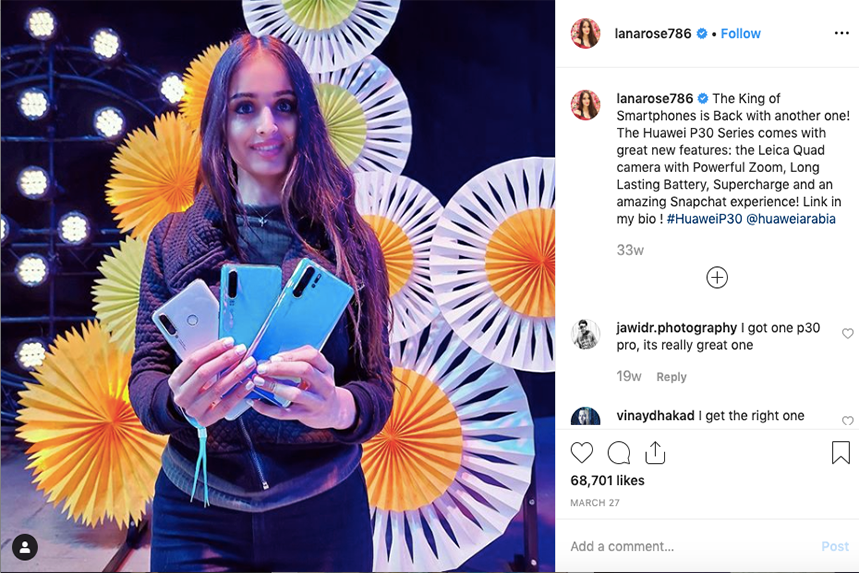 lanarose786 • Follow
lanarose786 The King of
Smartphones is Back with another one!
The Huawei P30 Series comes with
great new features: the Leica Quad
camera with Powerful Zoom, Long
Lasting Battery, Supercharge and an
amazing Snapchat experience! Link in
my bio ! #HuaweiP30 @huaweiarabia
33w
jawidr.photography I got one p30
pro, its really great one
19w Reply
vinaydhakad I get the right one
68,701 likes
MARCH 27
Add a comment... Post